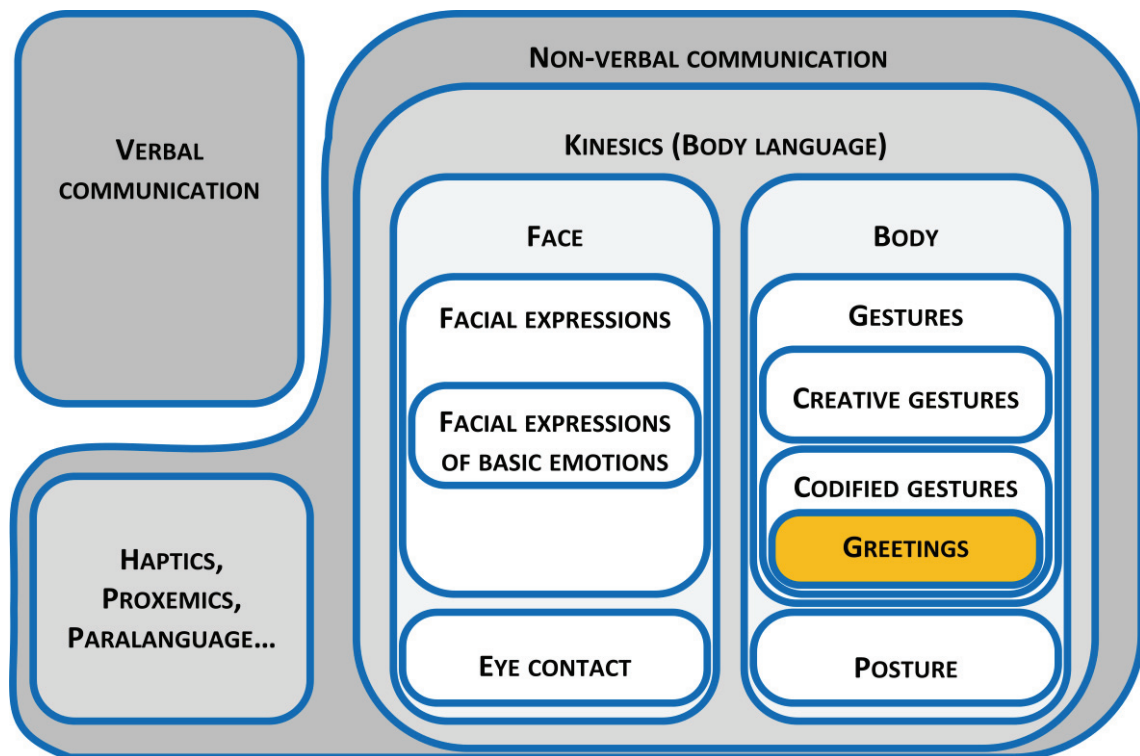 NON-VERBAL COMMUNICATION
VERBAL
COMMUNICATION
KINESICS (BODY LANGUAGE)
FACE
FACIAL EXPRESSIONS
FACIAL EXPRESSIONS
OF BASIC EMOTIONS
EYE CONTACT
BODY
GESTURES
CREATIVE GESTURES
CODIFIED GESTURES
GREETINGS
POSTURE
HAPTICS,
PROXEMICS,
PARALANGUAGE...